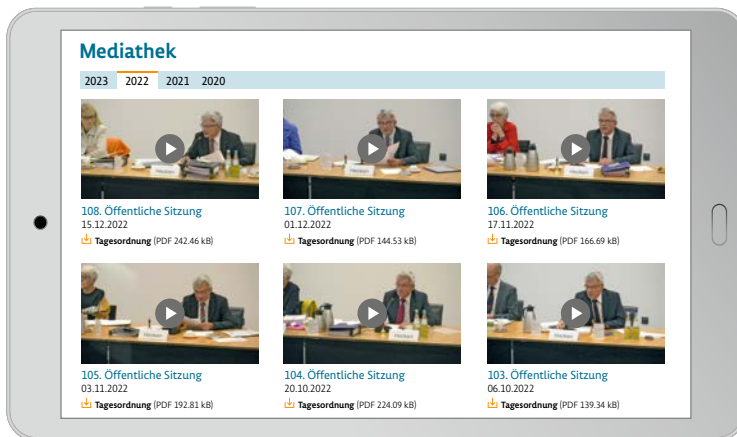 Mediathek
2023 2022 2021 2020
108. Öffentliche Sitzung
15.12.2022
Tagesordnung (PDF 242.46 kB)
107. Öffentliche Sitzung
01.12.2022
Tagesordnung (PDF 144.53 kB)
106. Öffentliche Sitzung
17.11.2022
Tagesordnung (PDF 166.69 kB)
105. Öffentliche Sitzung
03.11.2022
Tagesordnung (PDF 192.81 kB)
104. Öffentliche Sitzung
20.10.2022
Tagesordnung (PDF 224.09 kB)
103. Öffentliche Sitzung
06.10.2022
Tagesordnung (PDF 139.34 kB)